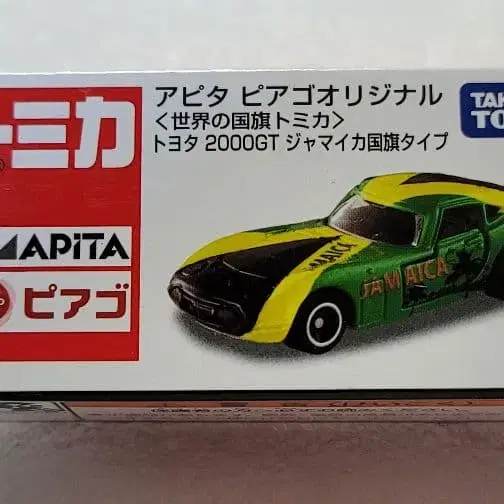 トミカ
アピタ ピアゴオリジナル
<世界の国旗トミカ>
トヨタ 2000GT ジャマイカ国旗タイプ
TAK
TO
APiTA
ピアゴ
JAMAICA